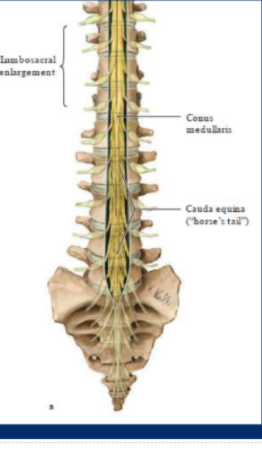 Lumbosacral
enlargement
Conus
medullaris
Cauda equina
("horse's tail")
a